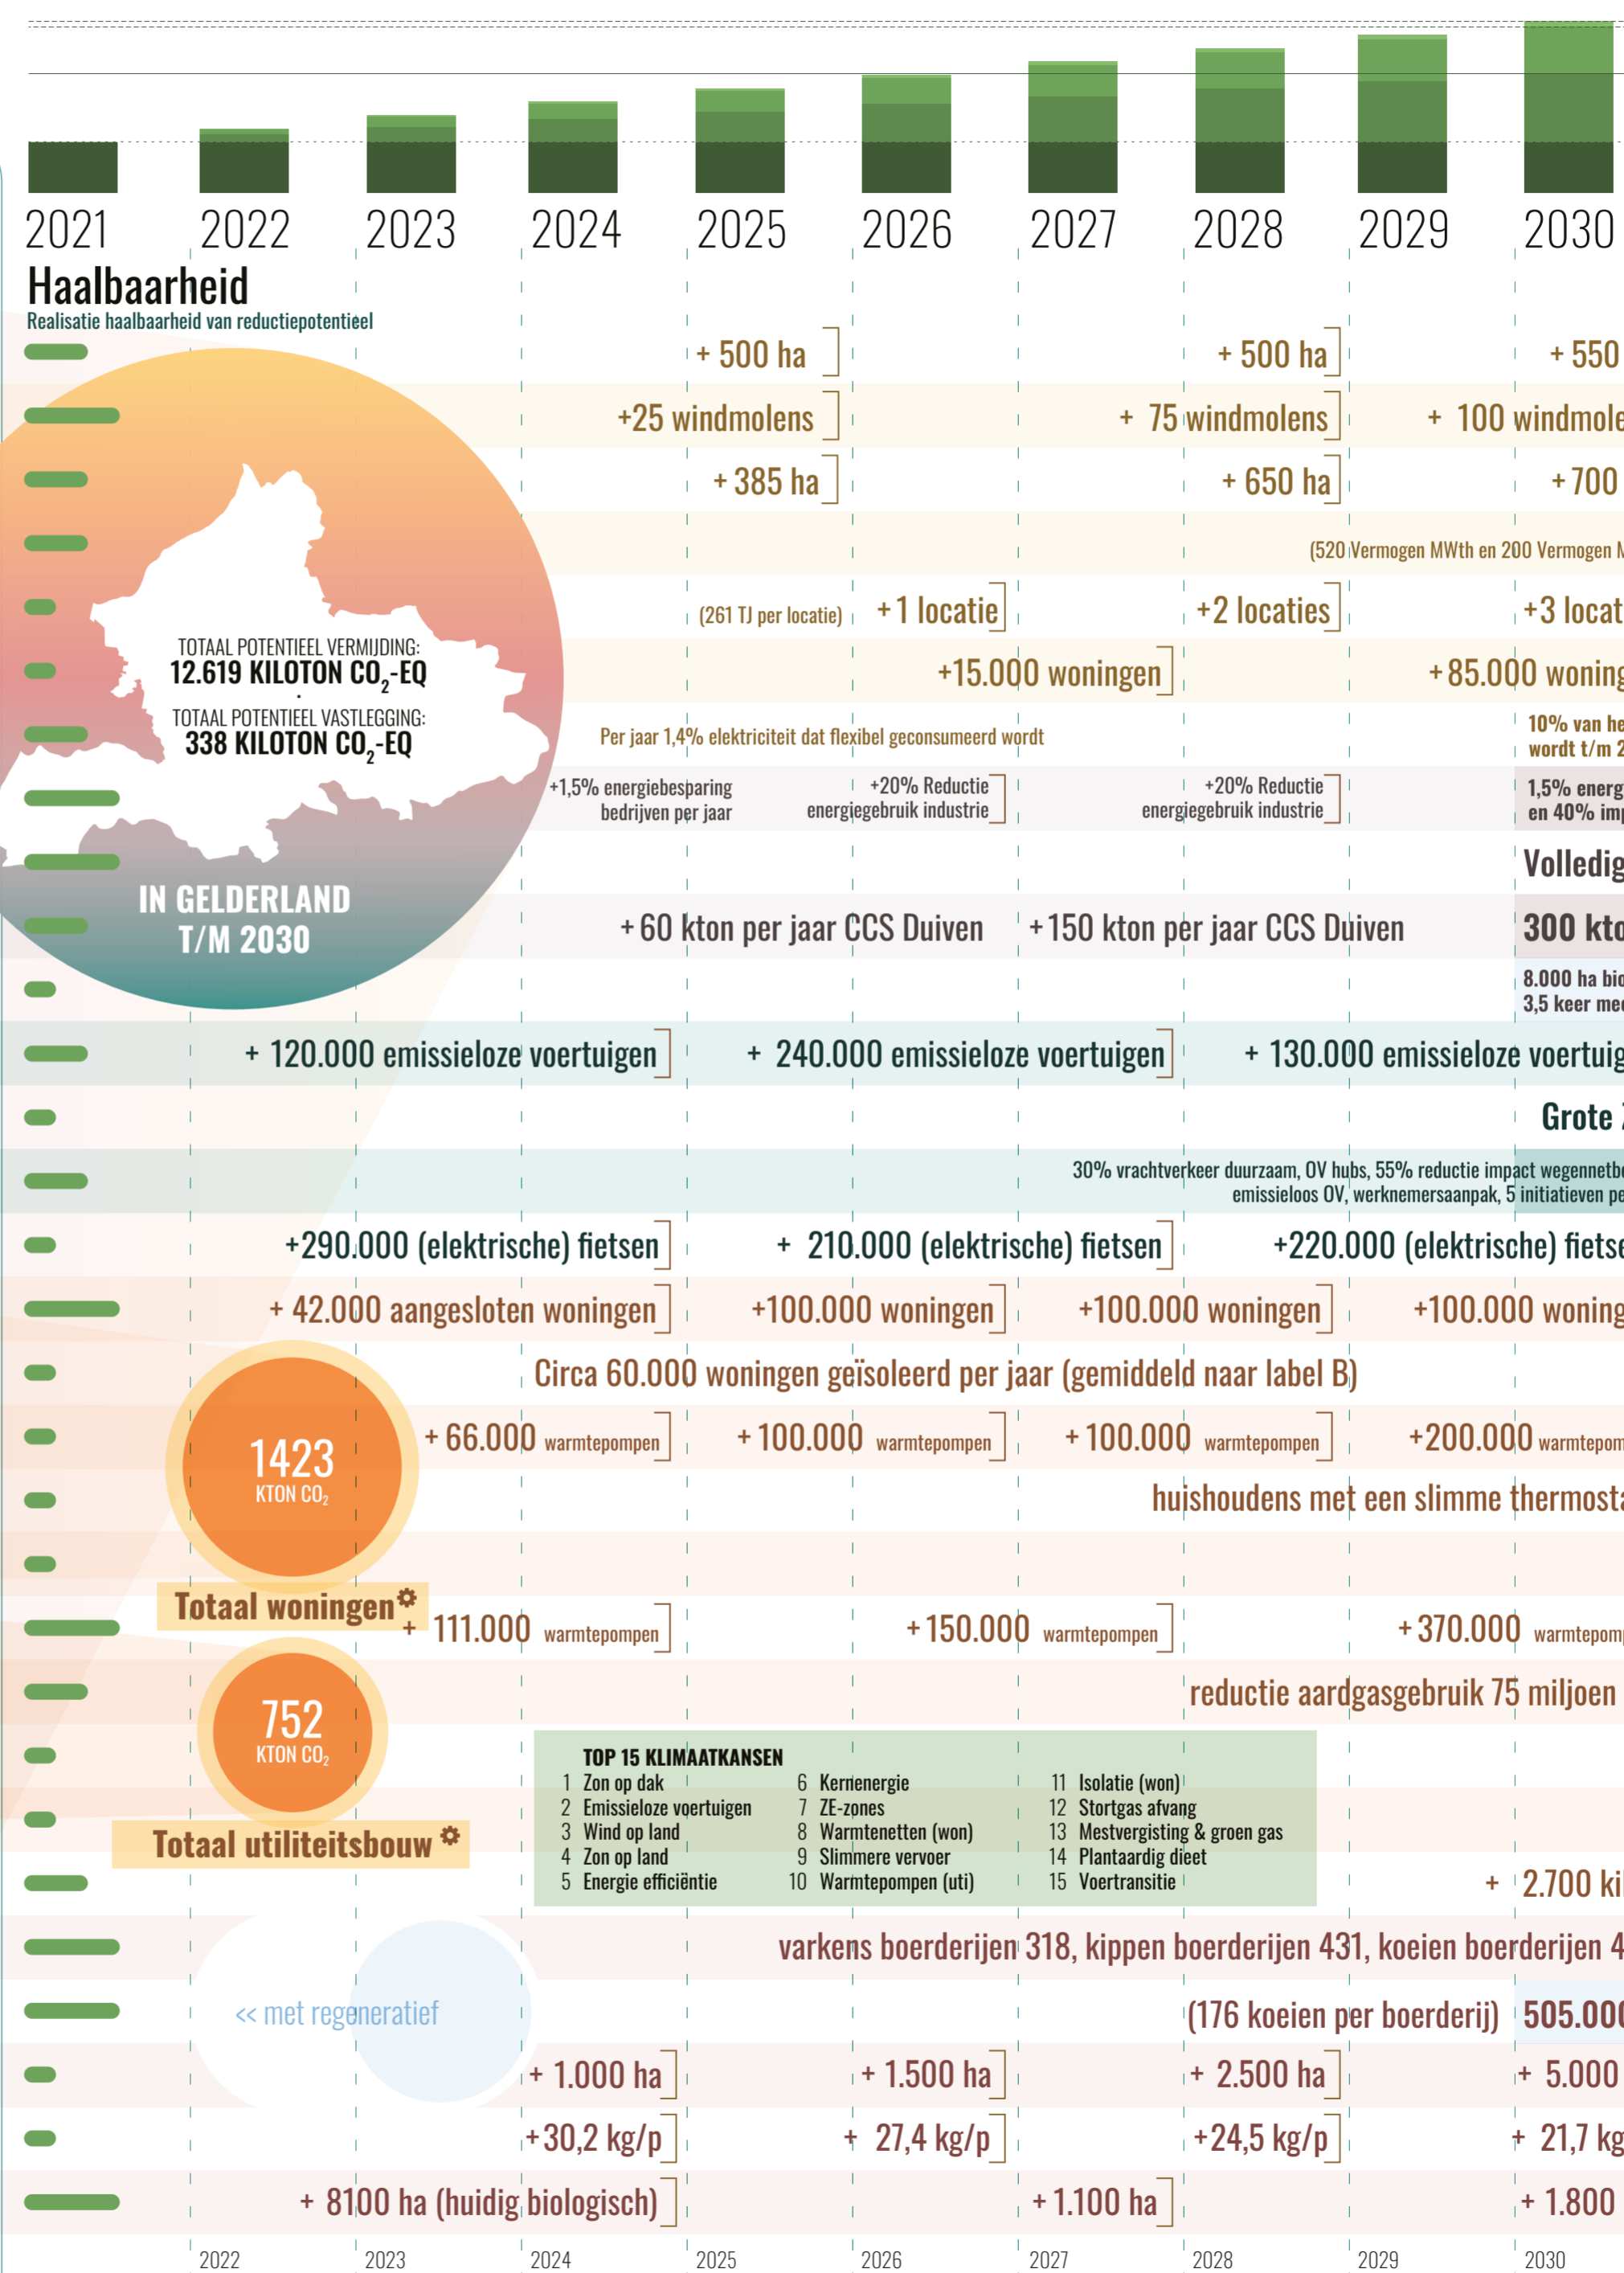 2021 2022 2023 2024 2025 2026 2027 2028 2029 2030
Haalbaarheid
Realisatie haalbaarheid van reductiepotentieel
+ 500 ha + 500 ha + 550
+25 windmolens + 75 windmolens + 100 windmole
+ 385 ha + 650 ha + 700
(520 Vermogen MWth en 200 Vermogen M
(261 TJ per locatie) +1 locatie +2 locaties +3 locat
TOTAAL POTENTIEEL VERMIJDING:
12.619 KILOTON CO₂-EQ
TOTAAL POTENTIEEL VASTLEGGING:
338 KILOTON CO₂-EQ
IN GELDERLAND
T/M 2030
+15.000 woningen +85.000 woning
Per jaar 1,4% elektriciteit dat flexibel geconsumeerd wordt
10% van he
wordt t/m 2
+1,5% energiebesparing
bedrijven per jaar
+20% Reductie
energiegebruik industrie
+20% Reductie
energiegebruik industrie
1,5% energ
en 40% imp
Volledig
+ 60 kton per jaar CCS Duiven +150 kton per jaar CCS Duiven 300 kto
8.000 ha bio
3,5 keer mee
+ 120.000 emissieloze voertuigen + 240.000 emissieloze voertuigen + 130.000 emissieloze voertuig
Grote
30% vrachtverkeer duurzaam, OV hubs, 55% reductie impact wegennetbe
emissieloos OV, werknemersaanpak, 5 initiatieven pe
+290.000 (elektrische) fietsen + 210.000 (elektrische) fietsen +220.000 (elektrische) fietse
+ 42.000 aangesloten woningen +100.000 woningen +100.000 woningen +100.000 woning
Circa 60.000 woningen geïsoleerd per jaar (gemiddeld naar label B)
+ 66.000 warmtepompen + 100.000 warmtepompen + 100.000 warmtepompen +200.000 warmtepom
1423
KTON CO₂
huishoudens met een slimme thermosta
Totaal woningen
+ 111.000 warmtepompen +150.000 warmtepompen +370.000 warmtepom
752
KTON CO₂
reductie aardgasgebruik 75 miljoen
Totaal utiliteitsbouw
TOP 15 KLIMAATKANSEN
1 Zon op dak
2 Emissieloze voertuigen
3 Wind op land
4 Zon op land
5 Energie efficiëntie
6 Kernenergie
7 ZE-zones
8 Warmtenetten (won)
9 Slimmere vervoer
10 Warmtepompen (uti)
11 Isolatie (won)
12 Stortgas afvang
13 Mestvergisting & groen gas
14 Plantaardig dieet
15 Voertransitie
+ 2.700 ki
varkens boerderijen 318, kippen boerderijen 431, koeien boerderijen 4
<< met regeneratief
(176 koeien per boerderij) 505.000
+ 1.000 ha + 1.500 ha + 2.500 ha + 5.000
+30,2 kg/p + 27,4 kg/p +24,5 kg/p + 21,7 kg
+ 8100 ha (huidig biologisch) +1.100 ha + 1.800
2022 2023 2024 2025 2026 2027 2028 2029 2030